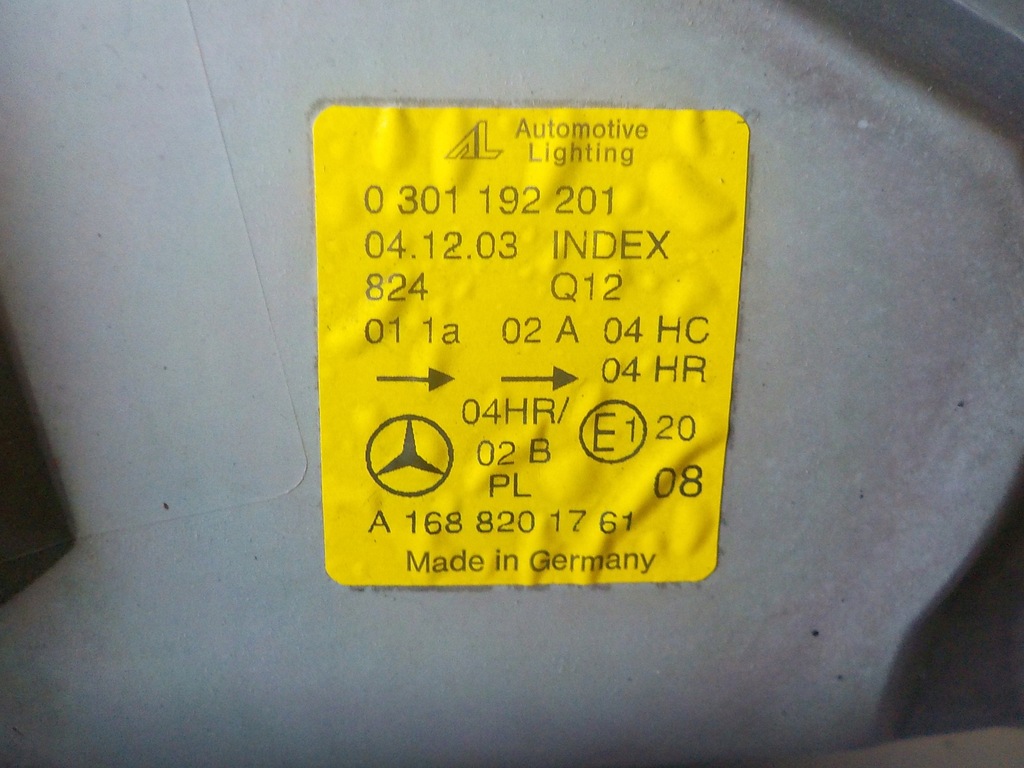 AL Automotive
Lighting
0 301 192 201
04.12.03 INDEX
824 Q12
01 1a 02 A 04 HC
→ → 04 HR
04HR/
02 B E1 20
PL 08
A 168 820 17 61
Made in Germany